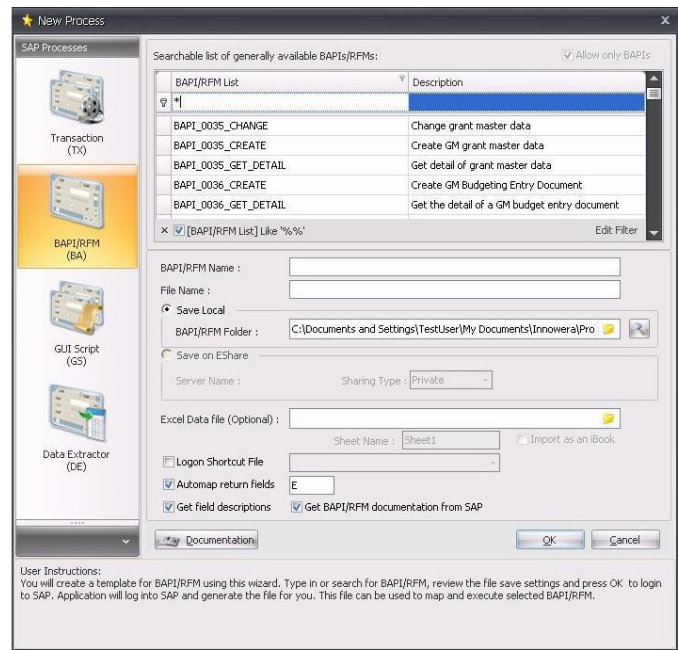 New Process
x
SAP Processes
Transaction
(TX)
BAPI/RFM
(BA)
GUI Script
(GS)
Data Extractor
(DE)
Searchable list of generally available BAPIs/RFMs:
Allow only BAPIs
BAPI/RFM List Description
*
BAPI_0035_CHANGE Change grant master data
BAPI_0035_CREATE Create GM grant master data
BAPI_0035_GET_DETAIL Get detail of grant master data
BAPI_0036_CREATE Create GM Budgeting Entry Document
BAPI_0036_GET_DETAIL Get the detail of a GM budget entry document
× [BAPI/RFM List] Like '%%' Edit Filter
BAPI/RFM Name :
File Name :
Save Local
BAPI/RFM Folder : C:\Documents and Settings\TestUser\My Documents\Innowera\Pro
Save on EShare
Server Name : Sharing Type : Private
Excel Data file (Optional) :
Sheet Name : Sheet1 Import as an iBook
Logon Shortcut File
Automap return fields E
Get field descriptions Get BAPI/RFM documentation from SAP
Documentation OK Cancel
User Instructions:
You will create a template for BAPI/RFM using this wizard. Type in or search for BAPI/RFM, review the file save settings and press OK to login
to SAP. Application will log into SAP and generate the file for you. This file can be used to map and execute selected BAPI/RFM.